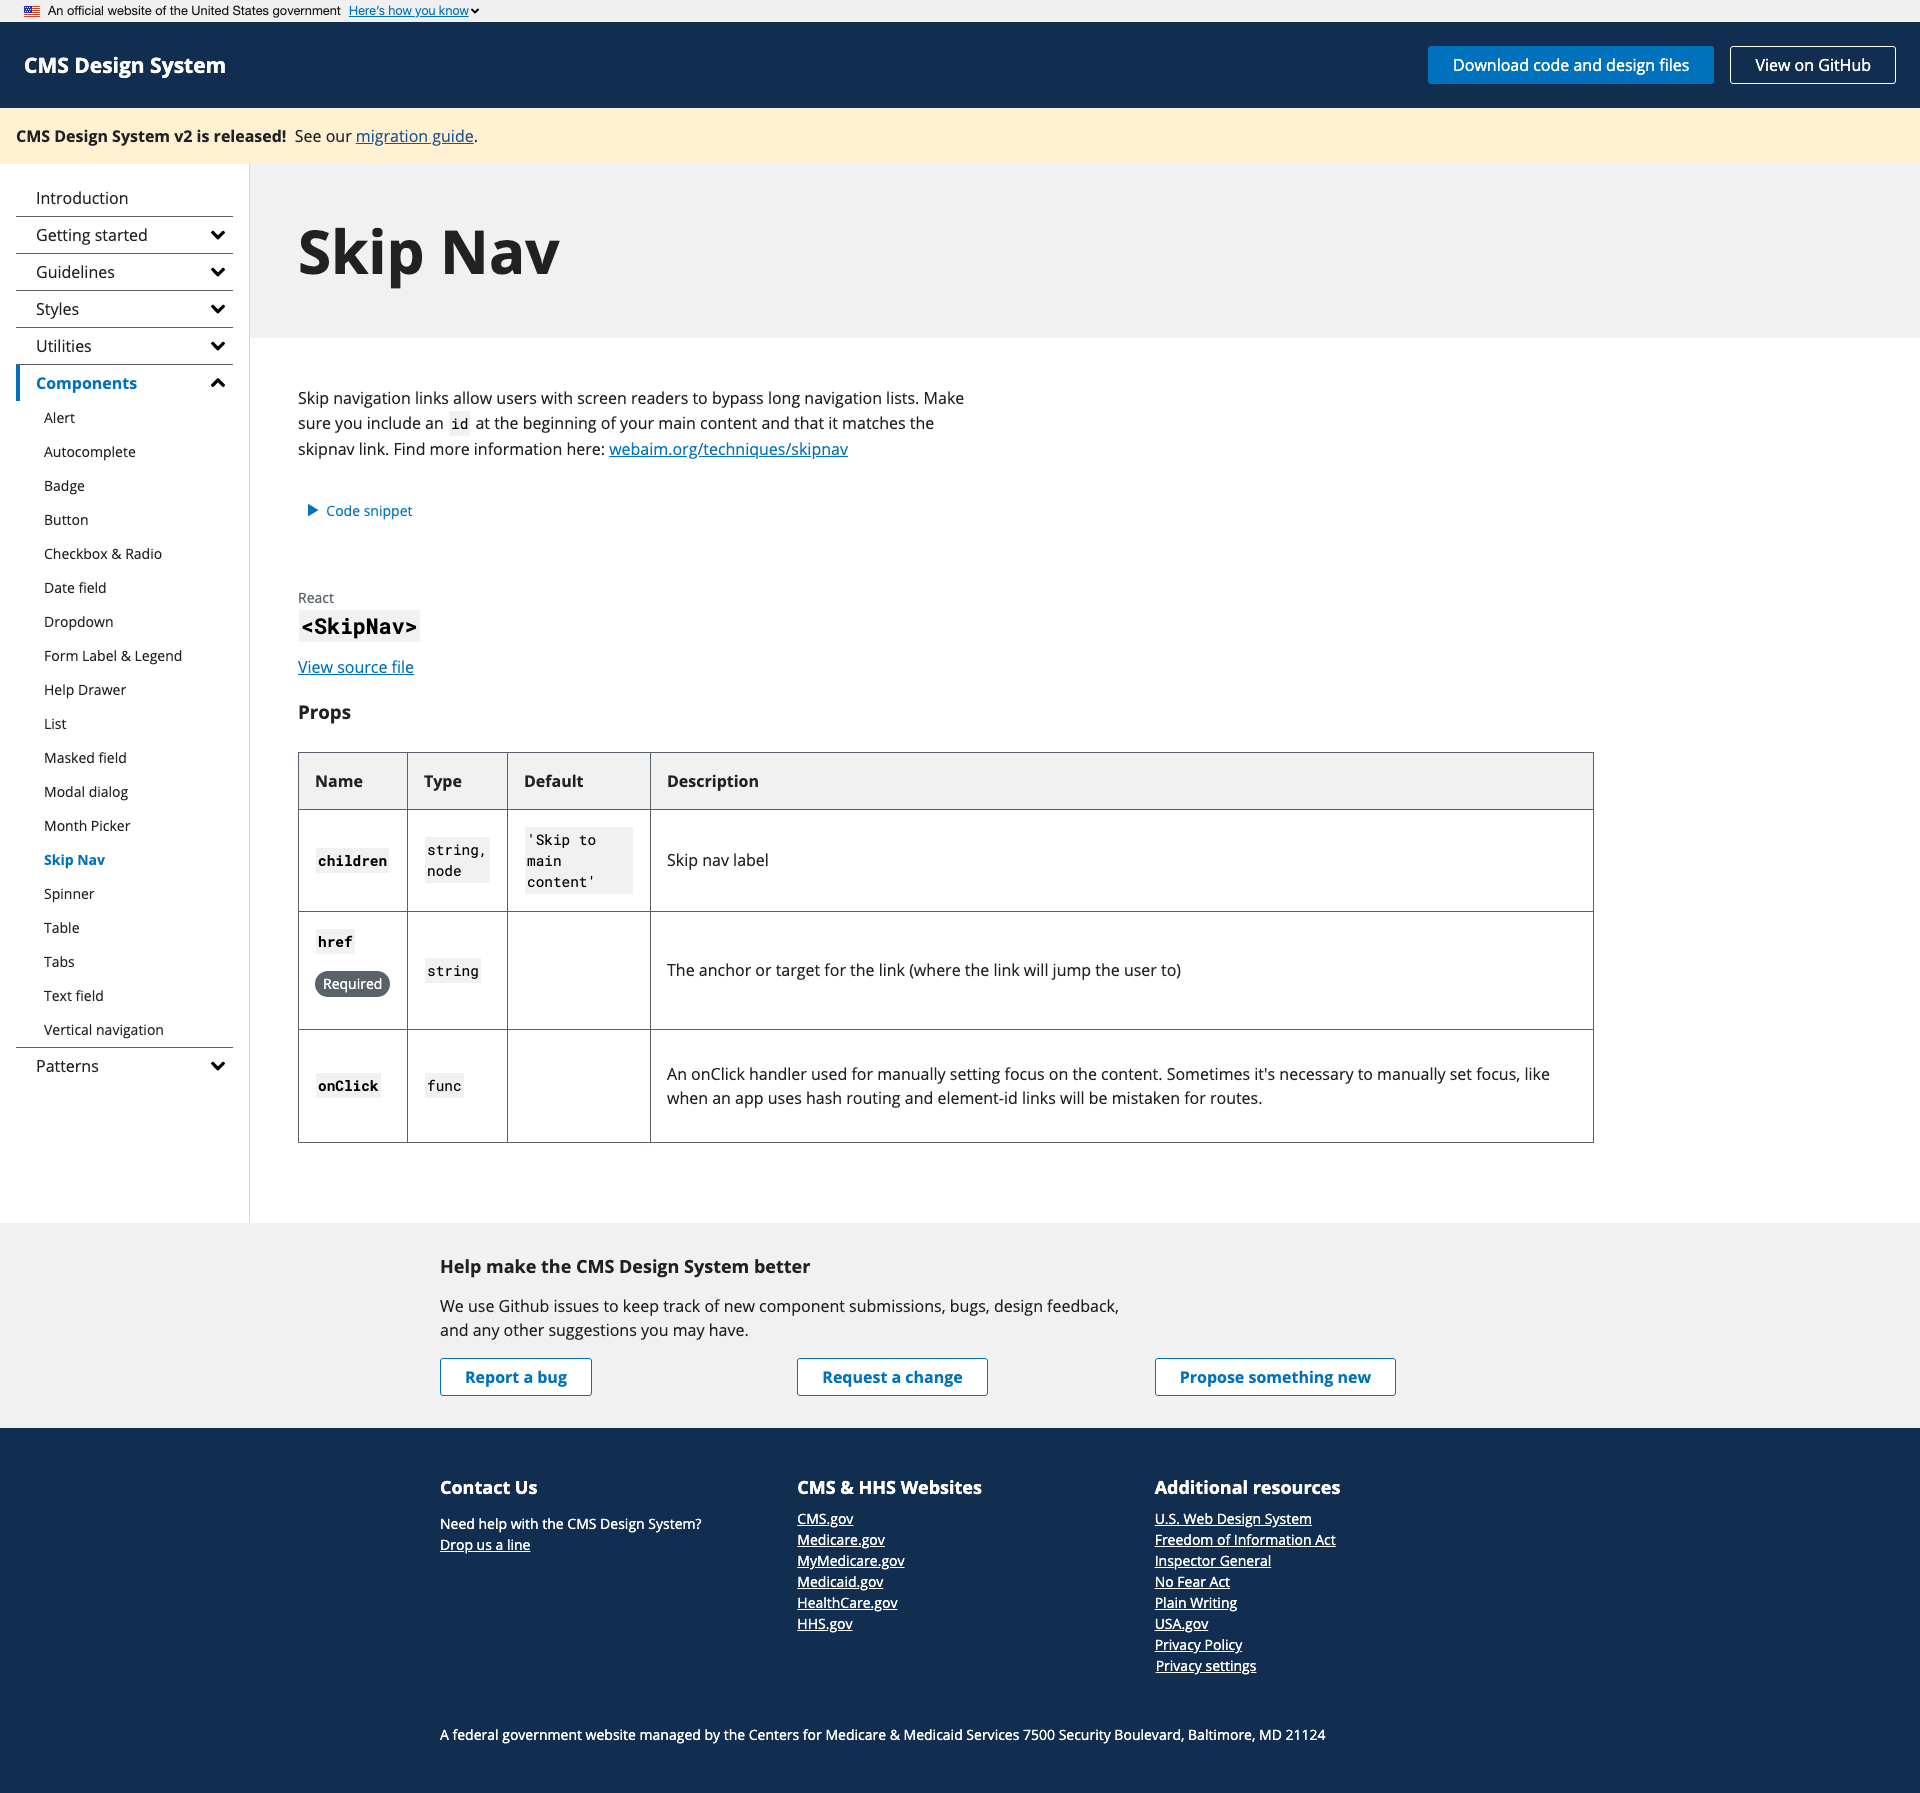 An official website of the United States government Here's how you know
CMS Design System
Download code and design files
View on GitHub
CMS Design System v2 is released! See our migration guide.
Introduction
Getting started
Guidelines
Styles
Utilities
Components
Alert
Autocomplete
Badge
Button
Checkbox & Radio
Date field
Dropdown
Form Label & Legend
Help Drawer
List
Masked field
Modal dialog
Month Picker
Skip Nav
Spinner
Table
Tabs
Text field
Vertical navigation
Patterns
Skip Nav
Skip navigation links allow users with screen readers to bypass long navigation lists. Make
sure you include an id at the beginning of your main content and that it matches the
skipnav link. Find more information here: webaim.org/techniques/skipnav
Code snippet
React
<SkipNav>
View source file
Props
Name Type Default Description
children
string,
node
'Skip to
main
content'
Skip nav label
href
Required
string
The anchor or target for the link (where the link will jump the user to)
onClick
func
An onClick handler used for manually setting focus on the content. Sometimes it's necessary to manually set focus, like
when an app uses hash routing and element-id links will be mistaken for routes.
Help make the CMS Design System better
We use Github issues to keep track of new component submissions, bugs, design feedback,
and any other suggestions you may have.
Report a bug
Request a change
Propose something new
Contact Us
Need help with the CMS Design System?
Drop us a line
CMS & HHS Websites
CMS.gov
Medicare.gov
MyMedicare.gov
Medicaid.gov
HealthCare.gov
HHS.gov
Additional resources
U.S. Web Design System
Freedom of Information Act
Inspector General
No Fear Act
Plain Writing
USA.gov
Privacy Policy
Privacy settings
A federal government website managed by the Centers for Medicare & Medicaid Services 7500 Security Boulevard, Baltimore, MD 21124